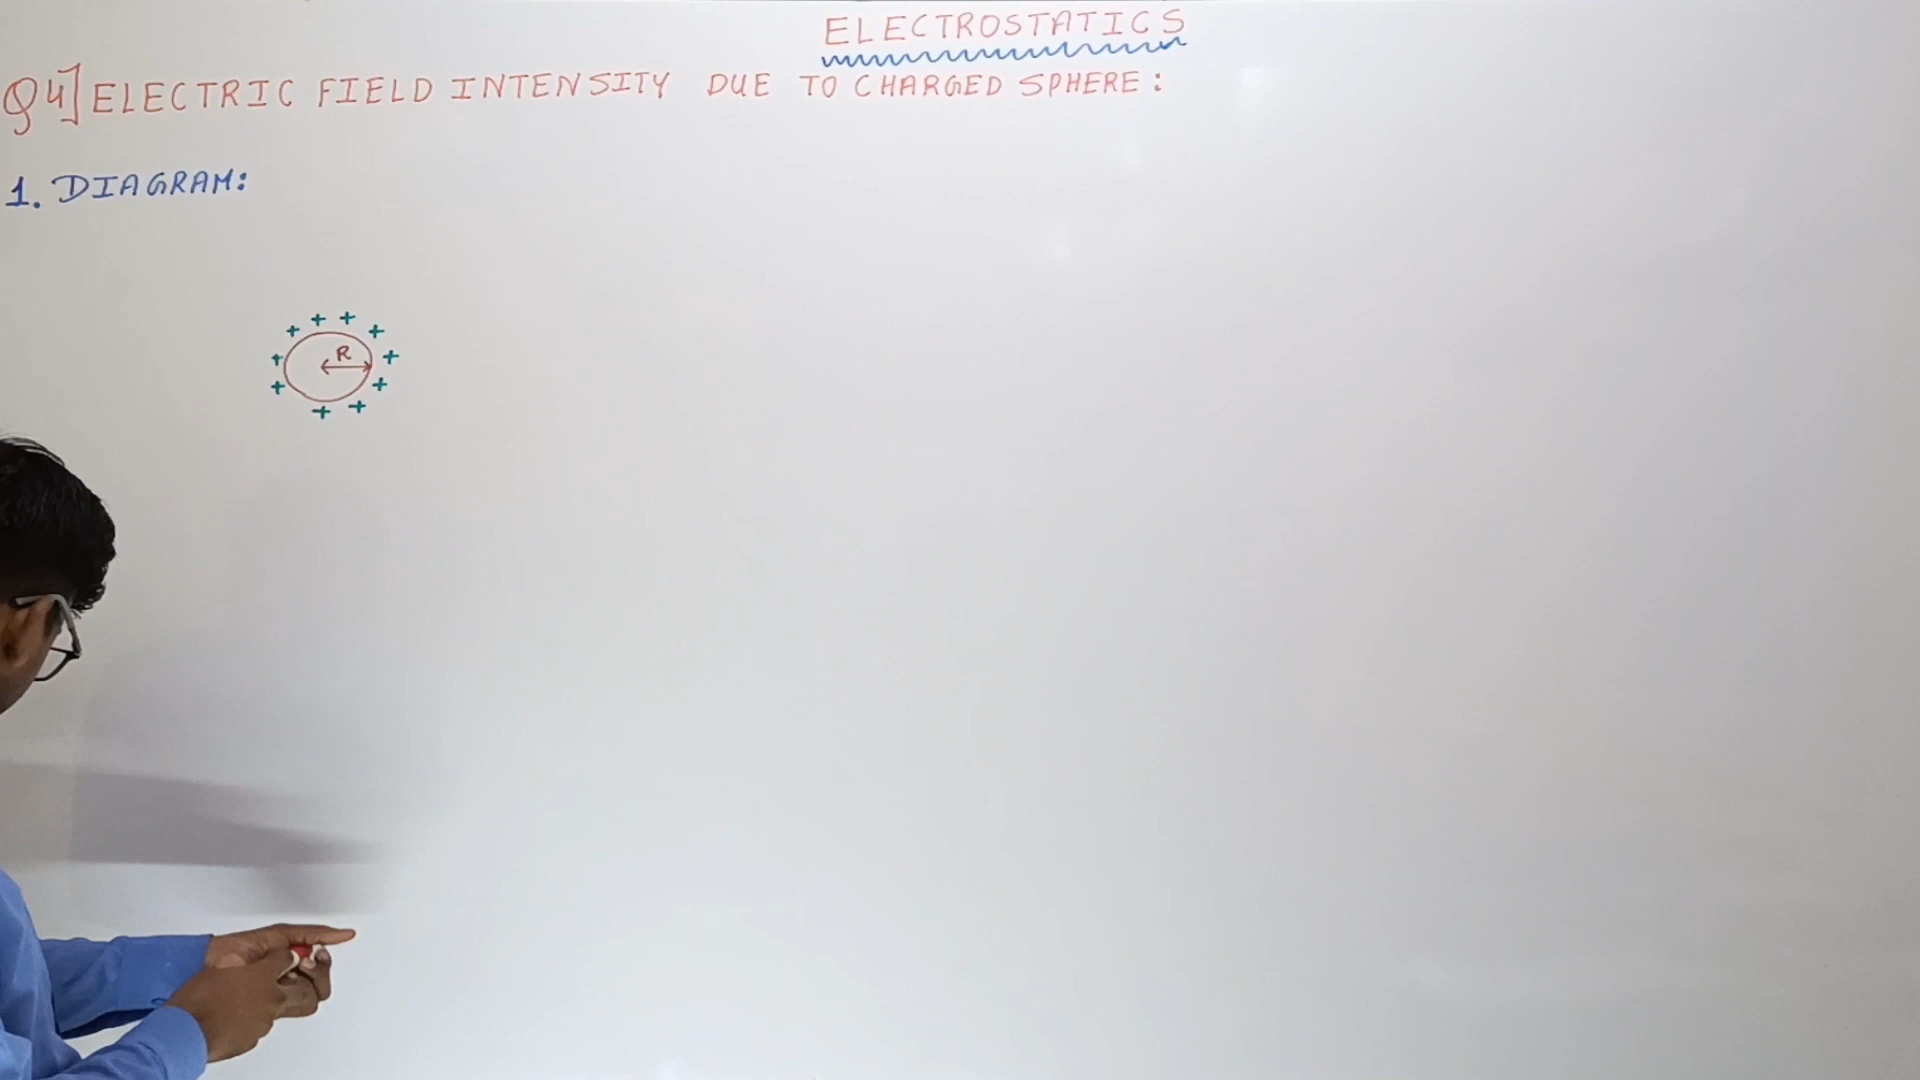 ELECTROSTATICS
Q4] ELECTRIC FIELD INTENSITY DUE TO CHARGED SPHERE:
1. DIAGRAM:
+ + + +
+ R +
+ +
+ +